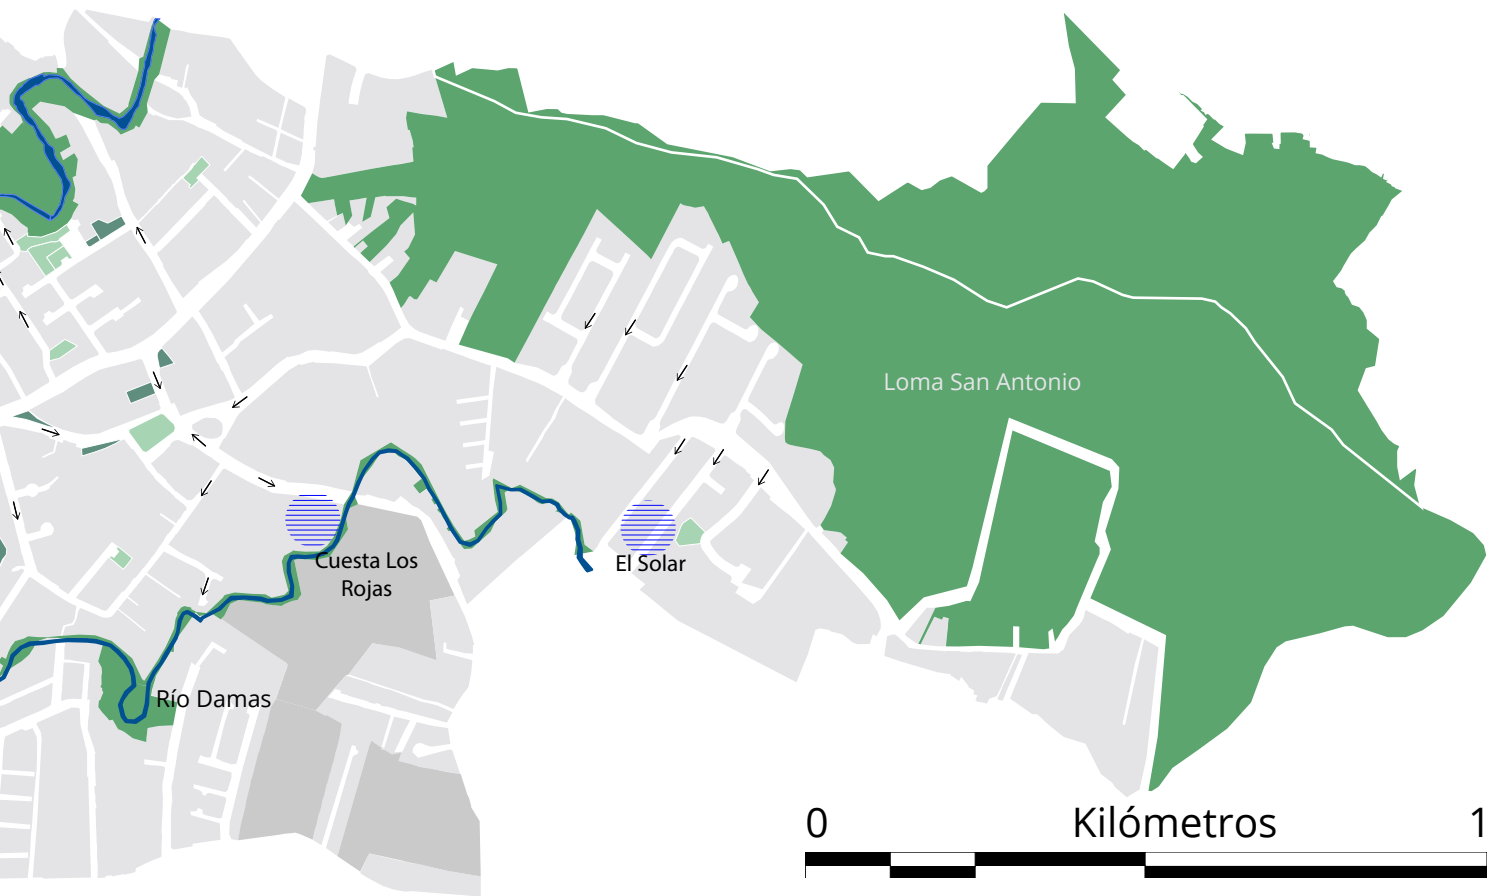 Loma San Antonio
Cuesta Los
Rojas
El Solar
Río Damas
0 Kilómetros 1